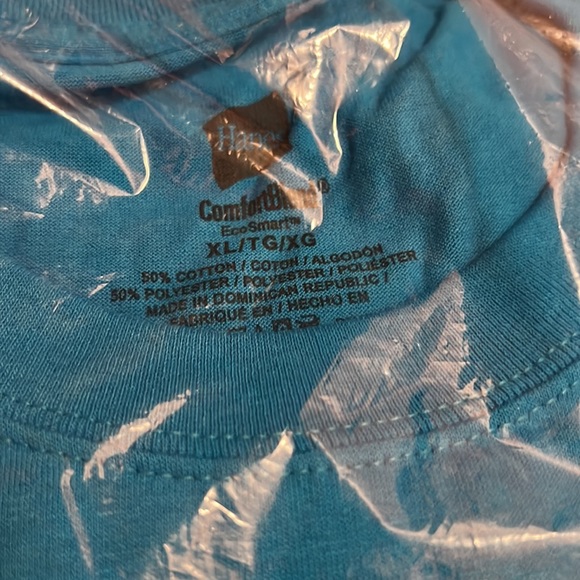 Hanes
ComfortBlend®
EcoSmart™
XL/TG/XG
50% COTTON / COTON / ALGODÓN
50% POLYESTER / POLYESTER / POLIÉSTER
MADE IN DOMINICAN REPUBLIC /
FABRIQUÉ EN / HECHO EN